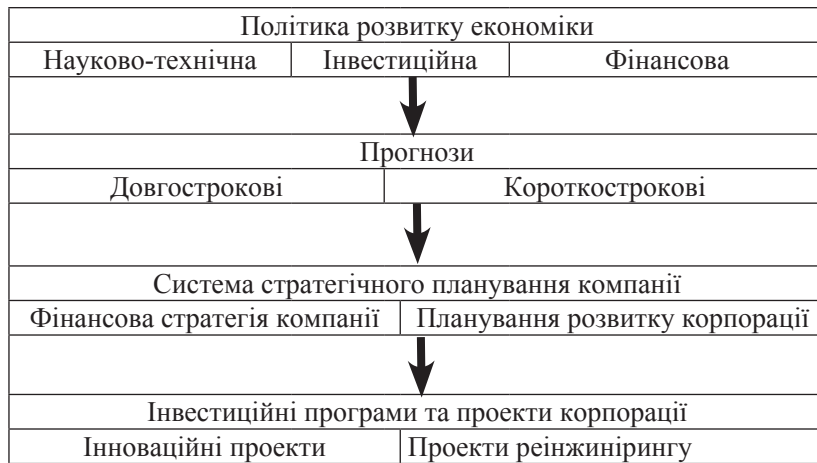 Політика розвитку економіки
Науково-технічна Інвестиційна Фінансова
Прогнози
Довгострокові Короткострокові
Система стратегічного планування компанії
Фінансова стратегія компанії Планування розвитку корпорації
Інвестиційні програми та проекти корпорації
Інноваційні проекти Проекти реінжинірингу